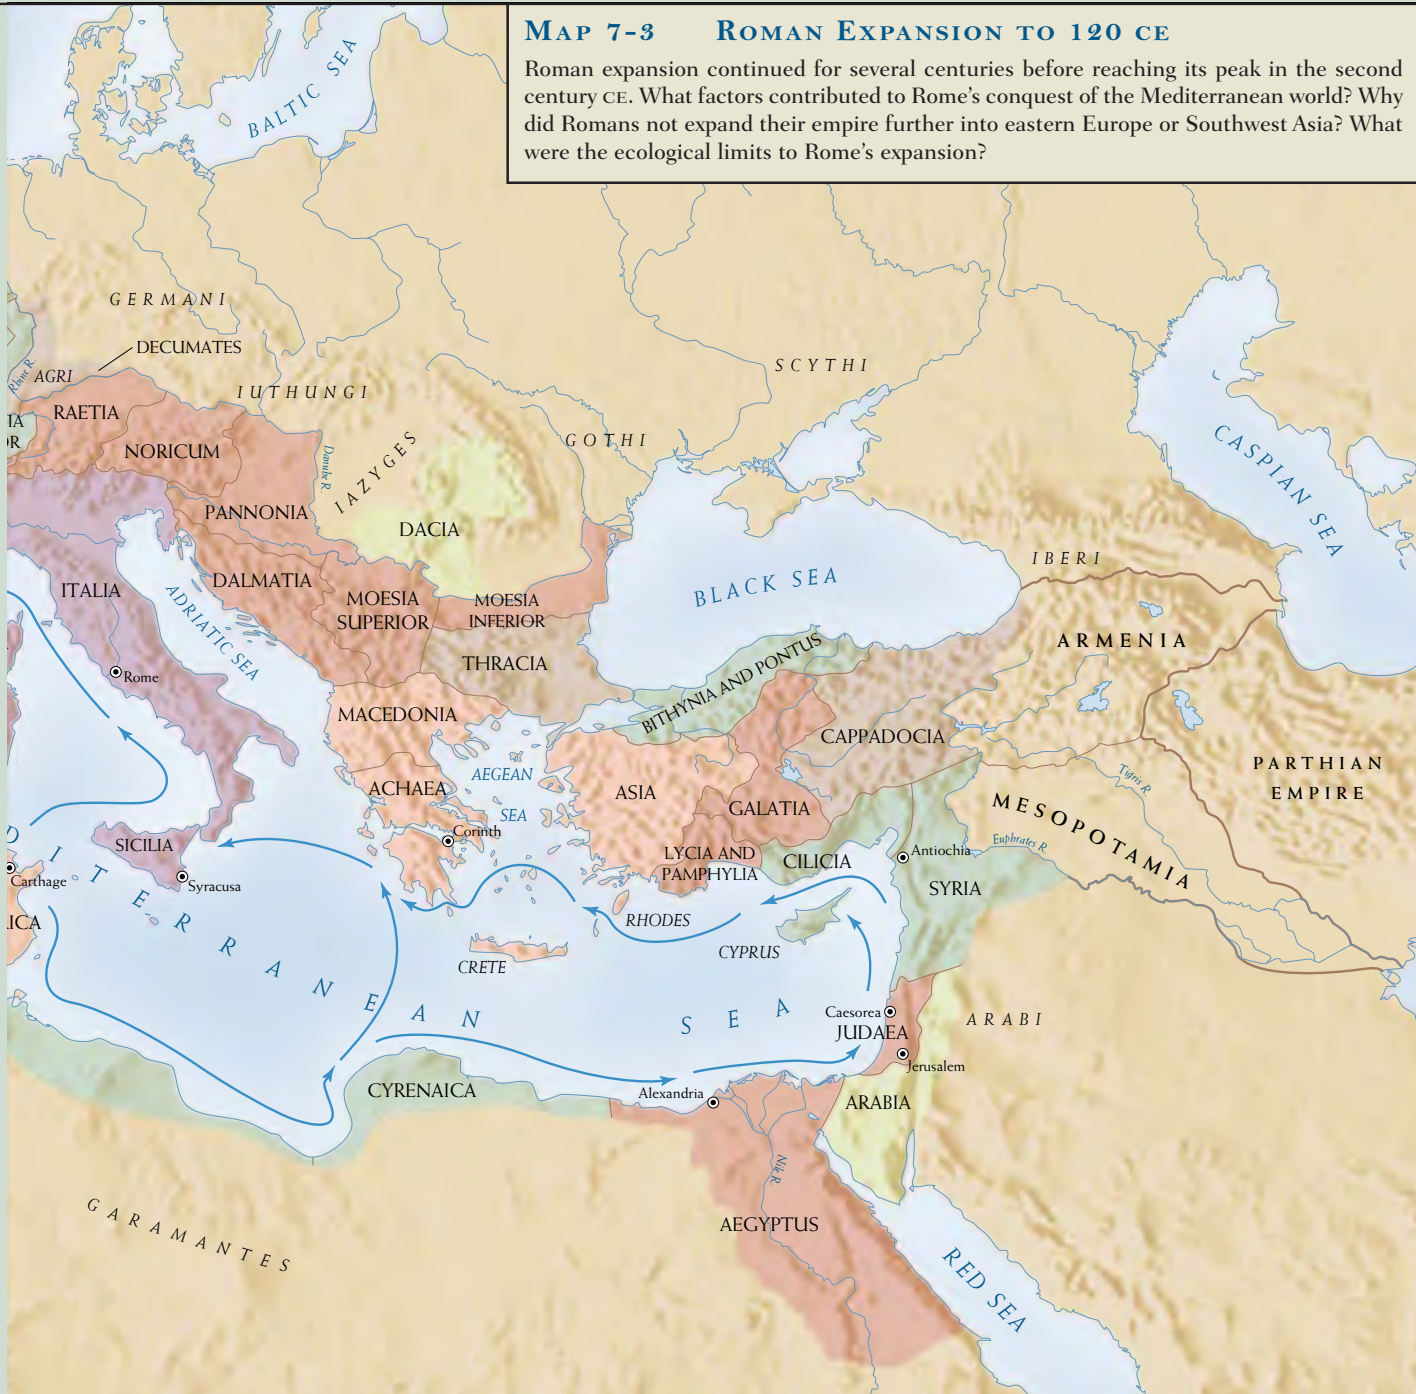 MAP 7-3 ROMAN EXPANSION TO 120 CE
Roman expansion continued for several centuries before reaching its peak in the second
century CE. What factors contributed to Rome's conquest of the Mediterranean world? Why
did Romans not expand their empire further into eastern Europe or Southwest Asia? What
were the ecological limits to Rome's expansion?
BALTIC SEA
GERMANI
DECUMATES
Rhine R.
AGRI
IUTHUNGI
SCYTHI
RAETIA
IA
OR
NORICUM
GOTHI
CASPIAN SEA
Danube R.
IAZYGES
PANNONIA
DACIA
IBERI
ITALIA
DALMATIA
BLACK SEA
ADRIATIC SEA
MOESIA
SUPERIOR
MOESIA
INFERIOR
ARMENIA
THRACIA
Rome
BITHYNIA AND PONTUS
MACEDONIA
CAPPADOCIA
PARTHIAN
EMPIRE
AEGEAN
SEA
Tigris R.
ACHAEA
ASIA
GALATIA
MESOPOTAMIA
Corinth
SICILIA
Euphrates R.
LYCIA AND
PAMPHYLIA
CILICIA
Antiochia
Carthage
Syracusa
SYRIA
RICA
RHODES
CYPRUS
CRETE
DITERRANEAN SEA
Caesorea
ARABI
JUDAEA
Jerusalem
CYRENAICA
Alexandria
ARABIA
Nile R.
AEGYPTUS
GARAMANTES
RED SEA